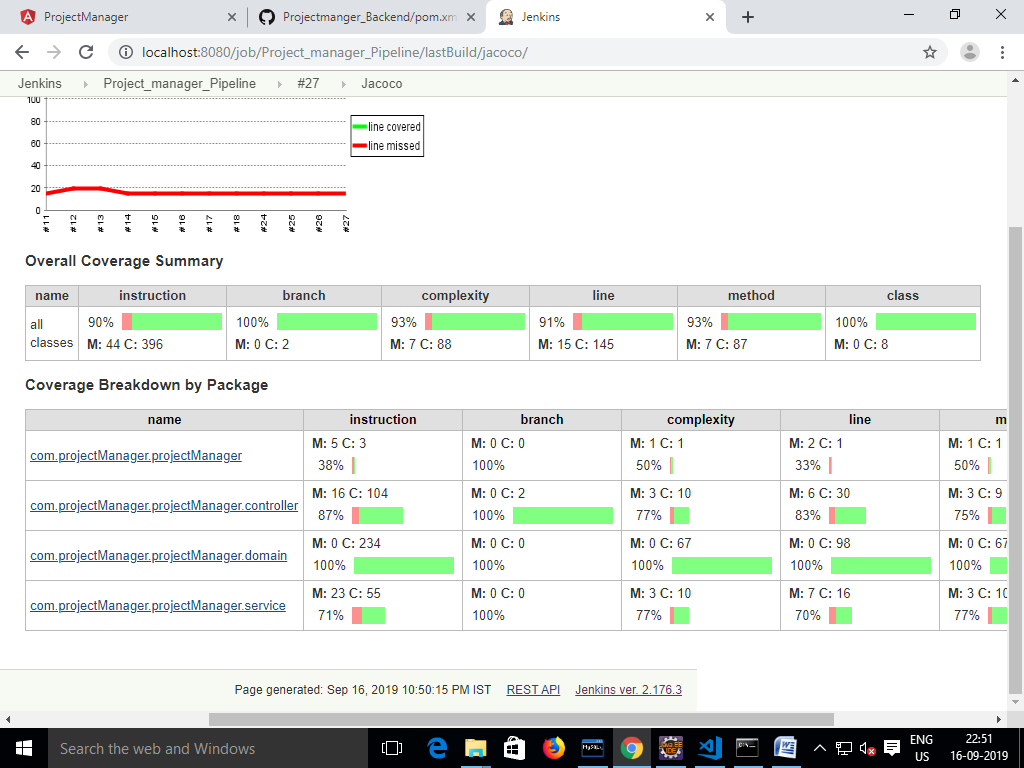 ProjectManager
Projectmanger_Backend/pom.xm
Jenkins
localhost:8080/job/Project_manager_Pipeline/lastBuild/jacoco/
Jenkins Project_manager_Pipeline #27 Jacoco
100
80
60
40
20
0
line covered
line missed
#11 #12 #13 #14 #15 #16 #17 #18 #24 #25 #26 #27
Overall Coverage Summary
name instruction branch complexity line method class
all classes
90% 100% 93% 91% 93% 100%
M: 44 C: 396 M: 0 C: 2 M: 7 C: 88 M: 15 C: 145 M: 7 C: 87 M: 0 C: 8
Coverage Breakdown by Package
name instruction branch complexity line m
com.projectManager.projectManager
M: 5 C: 3 M: 0 C: 0 M: 1 C: 1 M: 2 C: 1 M: 1 C: 1
38% 100% 50% 33% 50%
com.projectManager.projectManager.controller
M: 16 C: 104 M: 0 C: 2 M: 3 C: 10 M: 6 C: 30 M: 3 C: 9
87% 100% 77% 83% 75%
com.projectManager.projectManager.domain
M: 0 C: 234 M: 0 C: 0 M: 0 C: 67 M: 0 C: 98 M: 0 C: 67
100% 100% 100% 100% 100%
com.projectManager.projectManager.service
M: 23 C: 55 M: 0 C: 0 M: 3 C: 10 M: 7 C: 16 M: 3 C: 10
71% 100% 77% 70% 77%
Page generated: Sep 16, 2019 10:50:15 PM IST REST API Jenkins ver. 2.176.3
Search the web and Windows
MySQL
ENG
US
22:51
16-09-2019